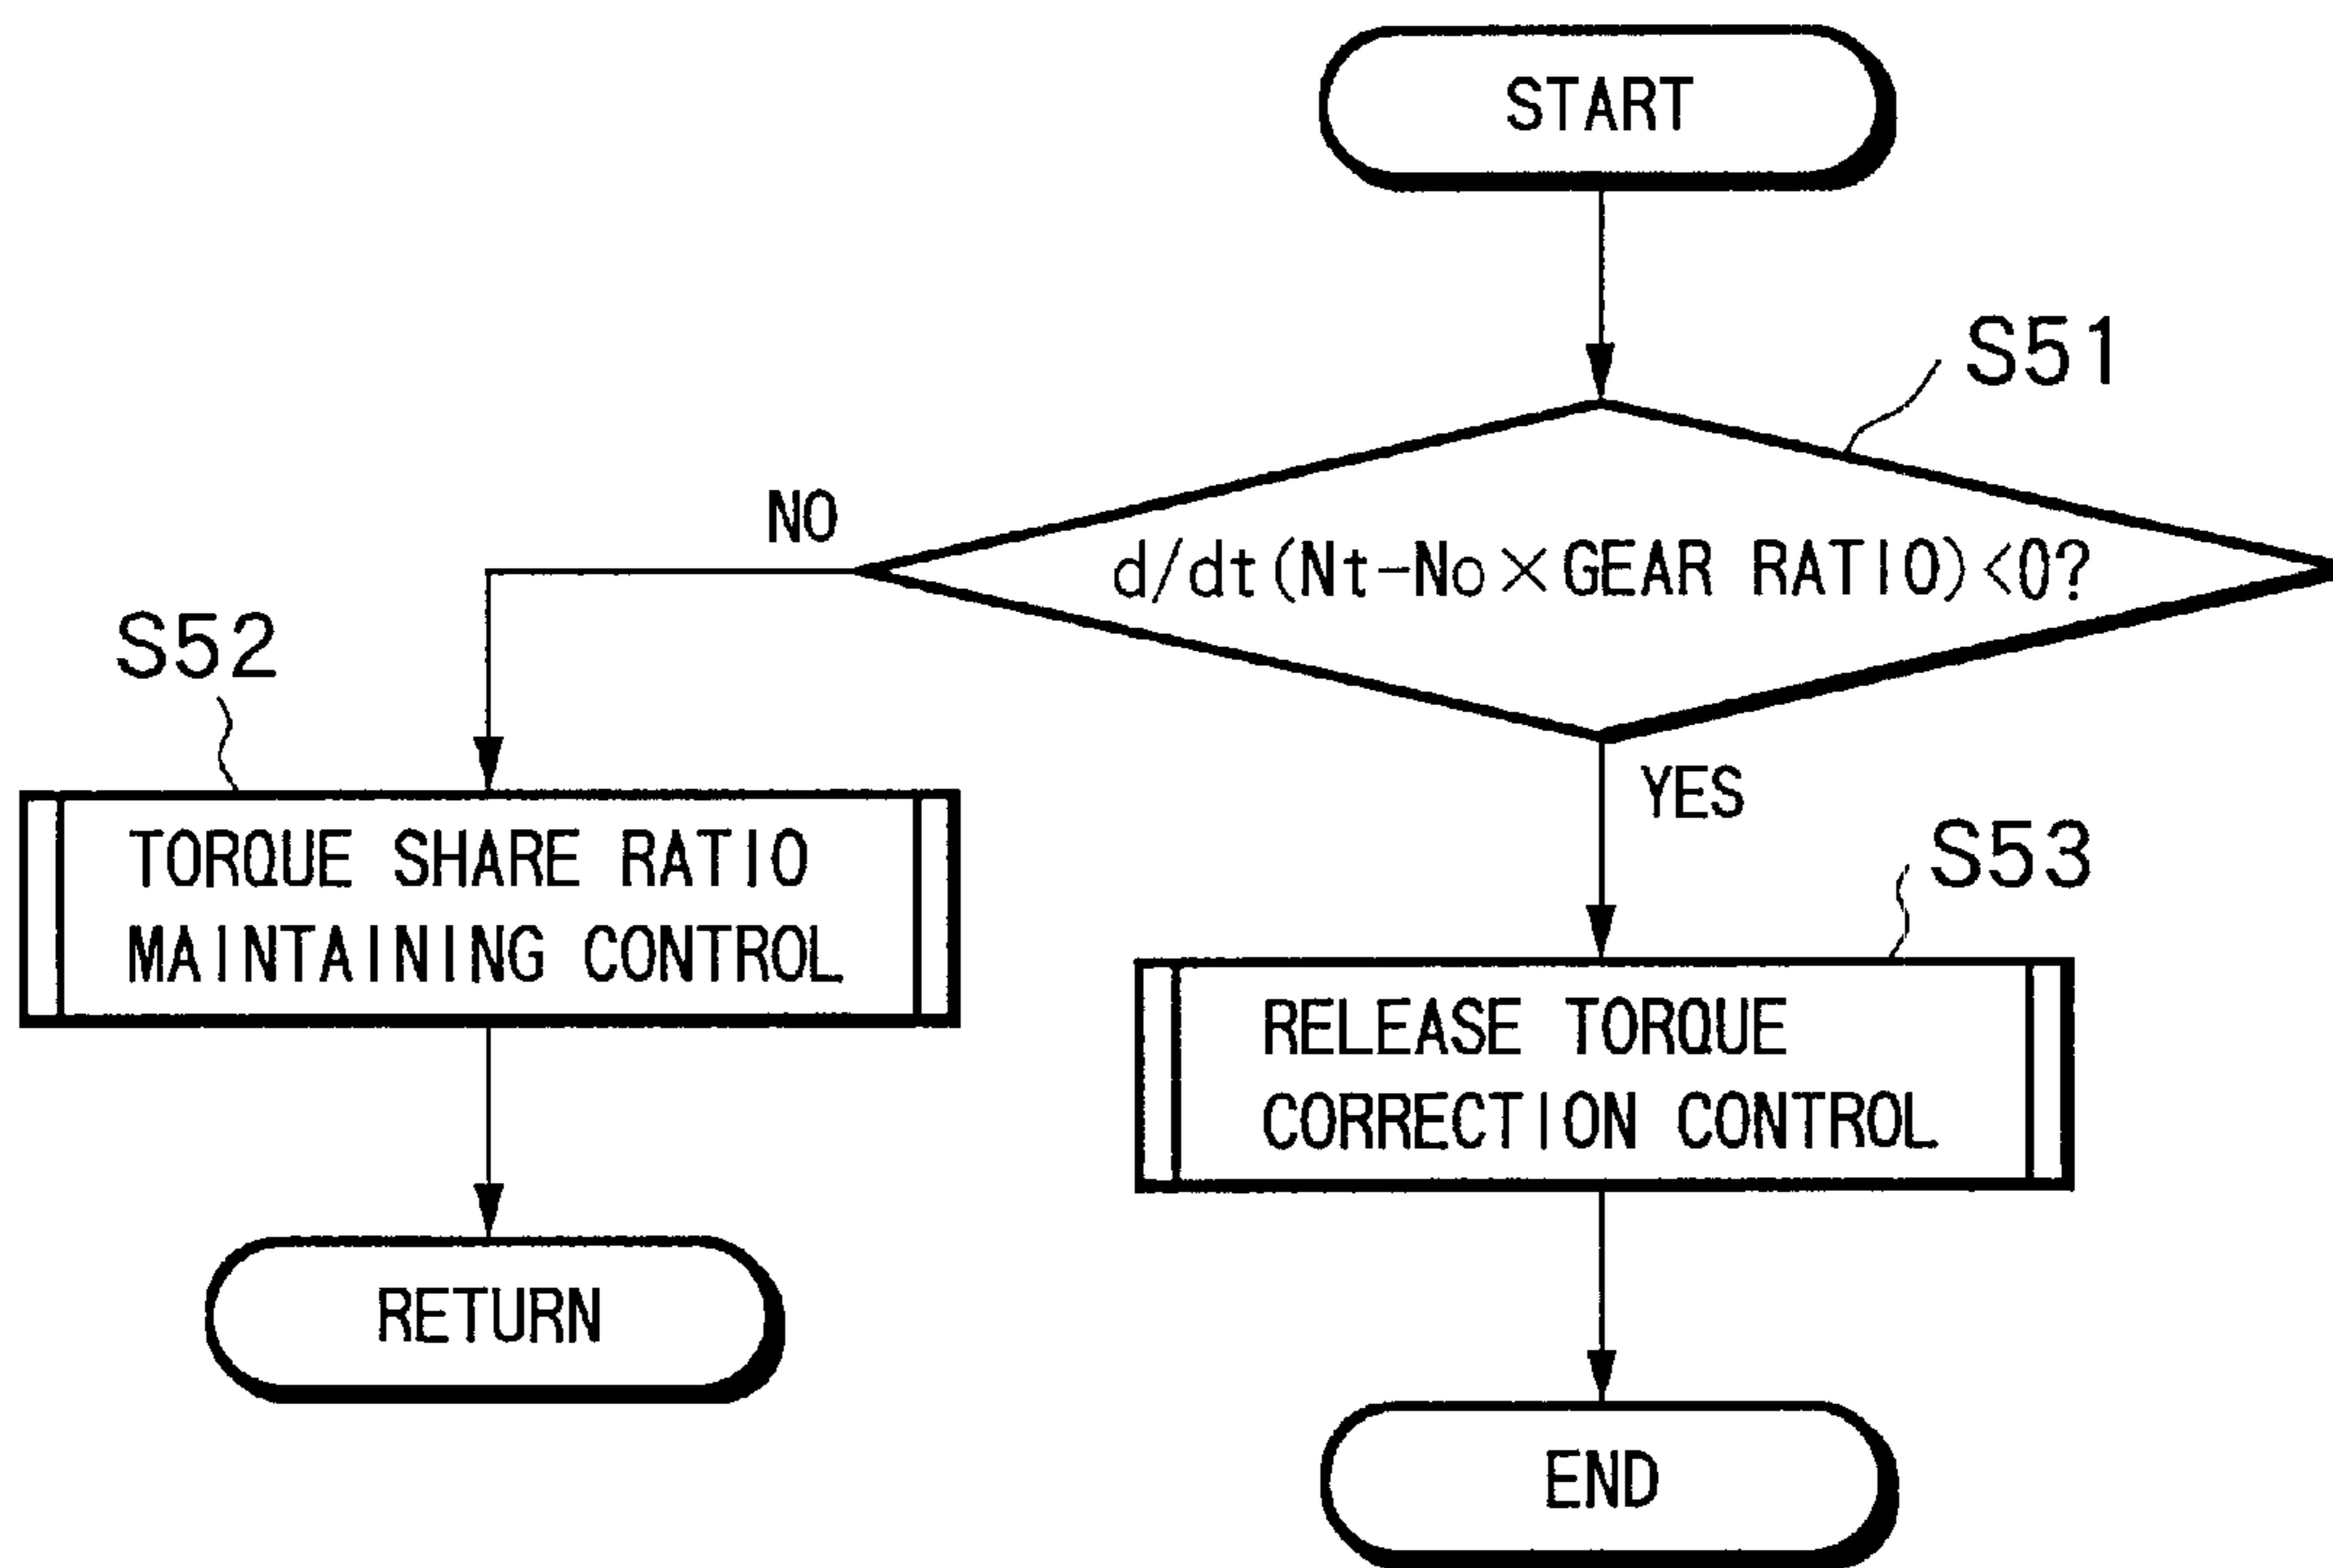 START
S51
d/dt(Nt-No×GEAR RATIO)<0?
NO
YES
S52
TORQUE SHARE RATIO
MAINTAINING CONTROL
RETURN
S53
RELEASE TORQUE
CORRECTION CONTROL
END